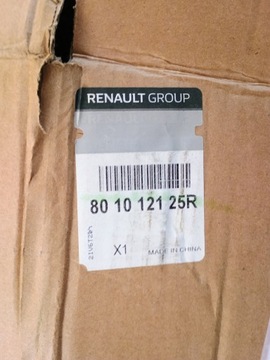 RENAULT GROUP
80 10 121 25R
X1
MADE IN CHINA